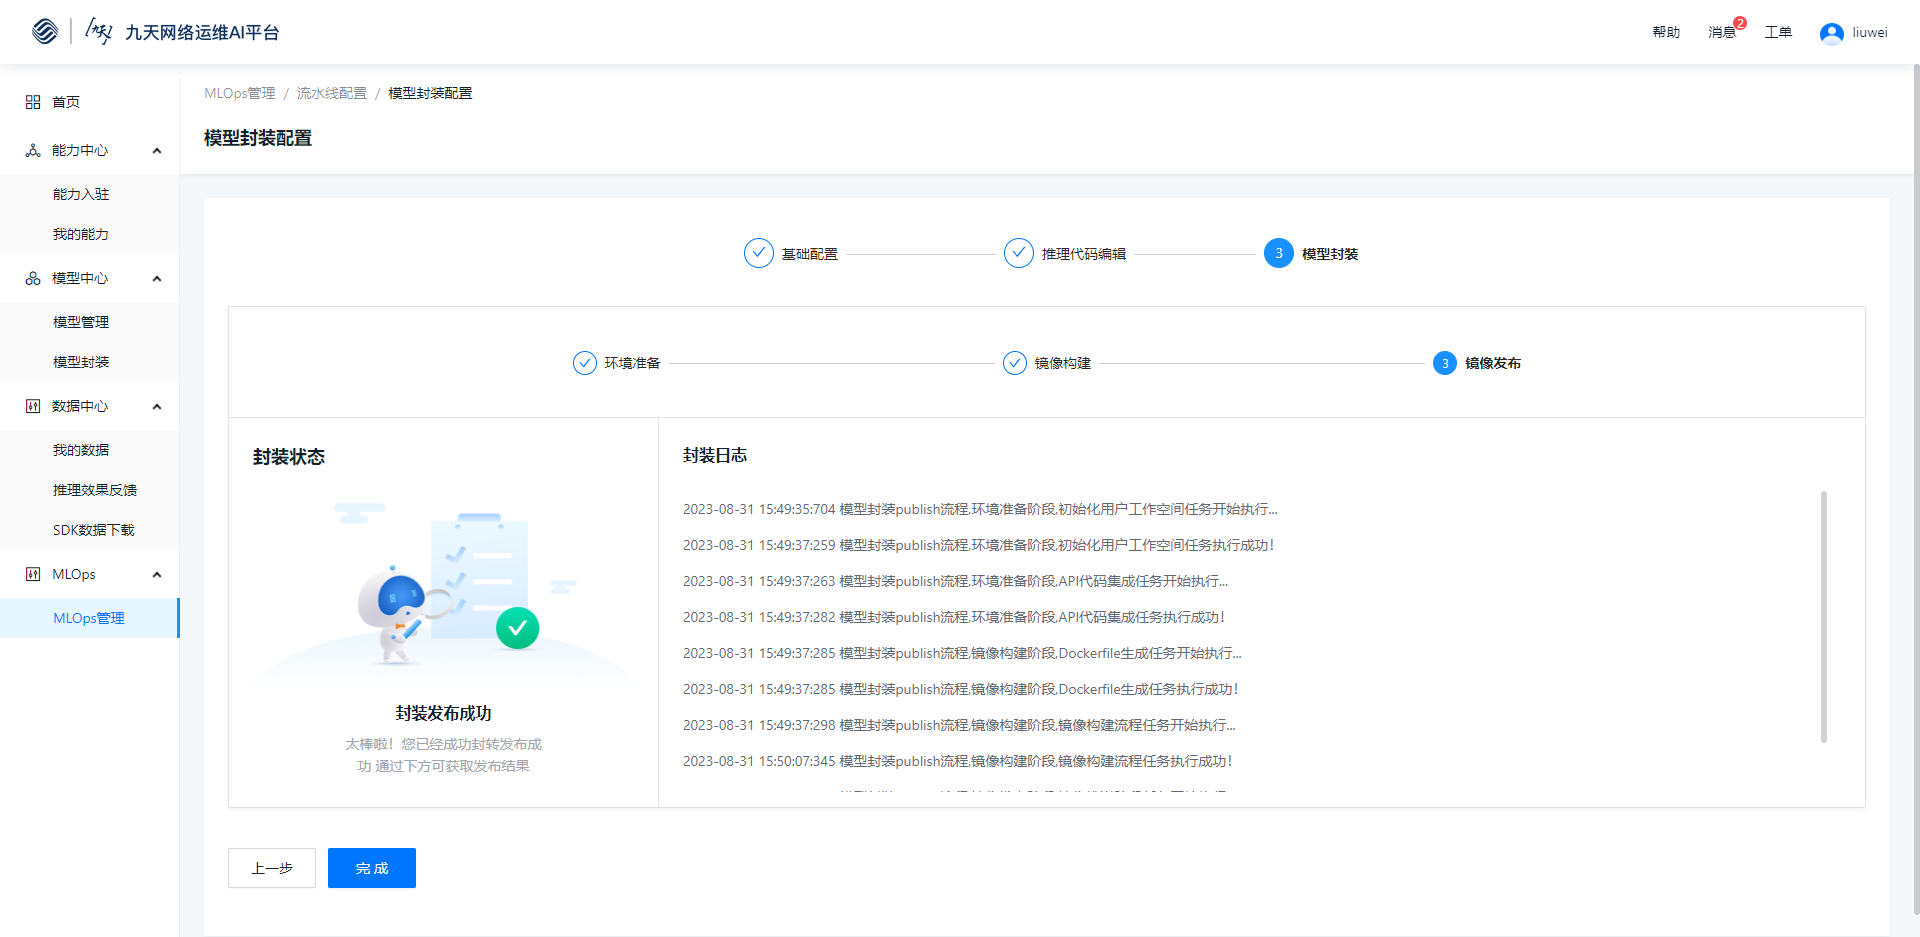 九天网络运维AI平台
帮助 消息 2 工单 liuwei
首页
能力中心
能力入驻
我的能力
模型中心
模型管理
模型封装
数据中心
我的数据
推理效果反馈
SDK数据下载
MLOps
MLOps管理
MLOps管理 / 流水线配置 / 模型封装配置
模型封装配置
基础配置 推理代码编辑 3 模型封装
环境准备 镜像构建 3 镜像发布
封装状态
封装发布成功
太棒啦！您已经成功封转发布成
功 通过下方可获取发布结果
封装日志
2023-08-31 15:49:35:704 模型封装publish流程,环境准备阶段,初始化用户工作空间任务开始执行...
2023-08-31 15:49:37:259 模型封装publish流程,环境准备阶段,初始化用户工作空间任务执行成功！
2023-08-31 15:49:37:263 模型封装publish流程,环境准备阶段,API代码集成任务开始执行...
2023-08-31 15:49:37:282 模型封装publish流程,环境准备阶段,API代码集成任务执行成功！
2023-08-31 15:49:37:285 模型封装publish流程,镜像构建阶段,Dockerfile生成任务开始执行...
2023-08-31 15:49:37:285 模型封装publish流程,镜像构建阶段,Dockerfile生成任务执行成功！
2023-08-31 15:49:37:298 模型封装publish流程,镜像构建阶段,镜像构建流程任务开始执行...
2023-08-31 15:50:07:345 模型封装publish流程,镜像构建阶段,镜像构建流程任务执行成功！
上一步 完成